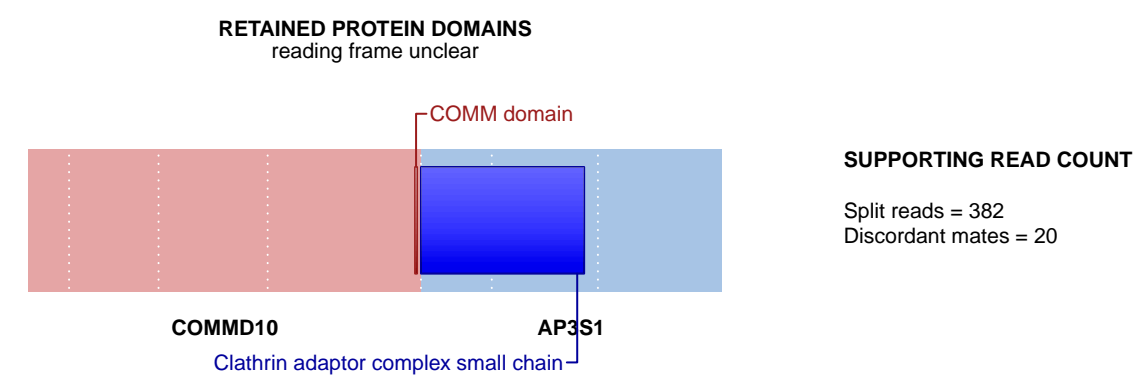 RETAINED PROTEIN DOMAINS
reading frame unclear
COMM domain
SUPPORTING READ COUNT
Split reads = 382
Discordant mates = 20
COMMD10
AP3S1
Clathrin adaptor complex small chain